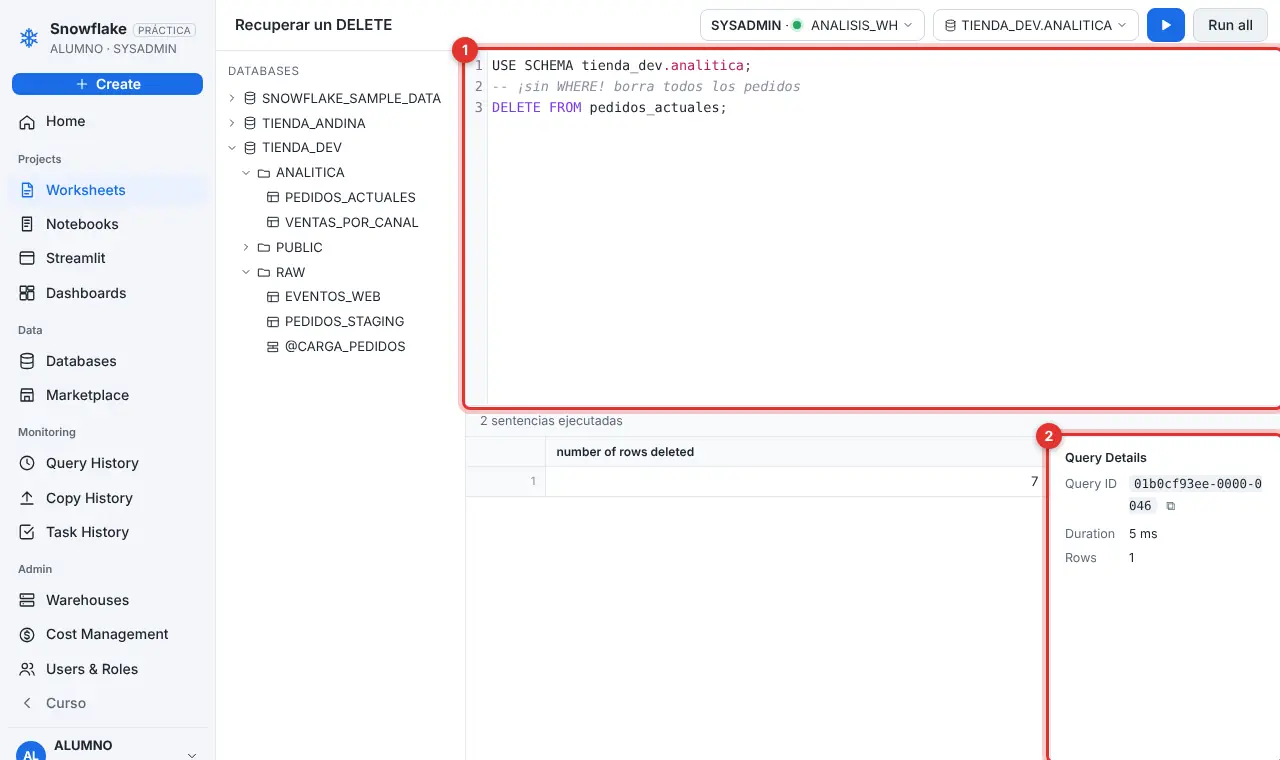 Snowflake PRÁCTICA
ALUMNO · SYSADMIN
+ Create
Home
Projects
Worksheets
Notebooks
Streamlit
Dashboards
Data
Databases
Marketplace
Monitoring
Query History
Copy History
Task History
Admin
Warehouses
Cost Management
Users & Roles
Curso
AL ALUMNO
Recuperar un DELETE
SYSADMIN · ANALISIS_WH
TIENDA_DEV.ANALITICA
Run all
DATABASES
SNOWFLAKE_SAMPLE_DATA
TIENDA_ANDINA
TIENDA_DEV
ANALITICA
PEDIDOS_ACTUALES
VENTAS_POR_CANAL
PUBLIC
RAW
EVENTOS_WEB
PEDIDOS_STAGING
@CARGA_PEDIDOS
1
1 USE SCHEMA tienda_dev.analitica;
2 -- ¡sin WHERE! borra todos los pedidos
3 DELETE FROM pedidos_actuales;
2 sentencias ejecutadas
number of rows deleted
1 7
2
Query Details
Query ID 01b0cf93ee-0000-0
046
Duration 5 ms
Rows 1